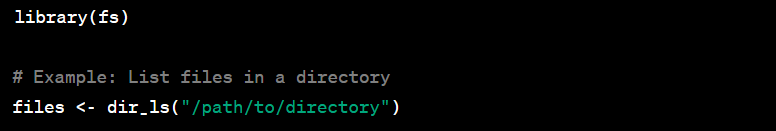 library(fs)
# Example: List files in a directory
files <- dir_ls("/path/to/directory")